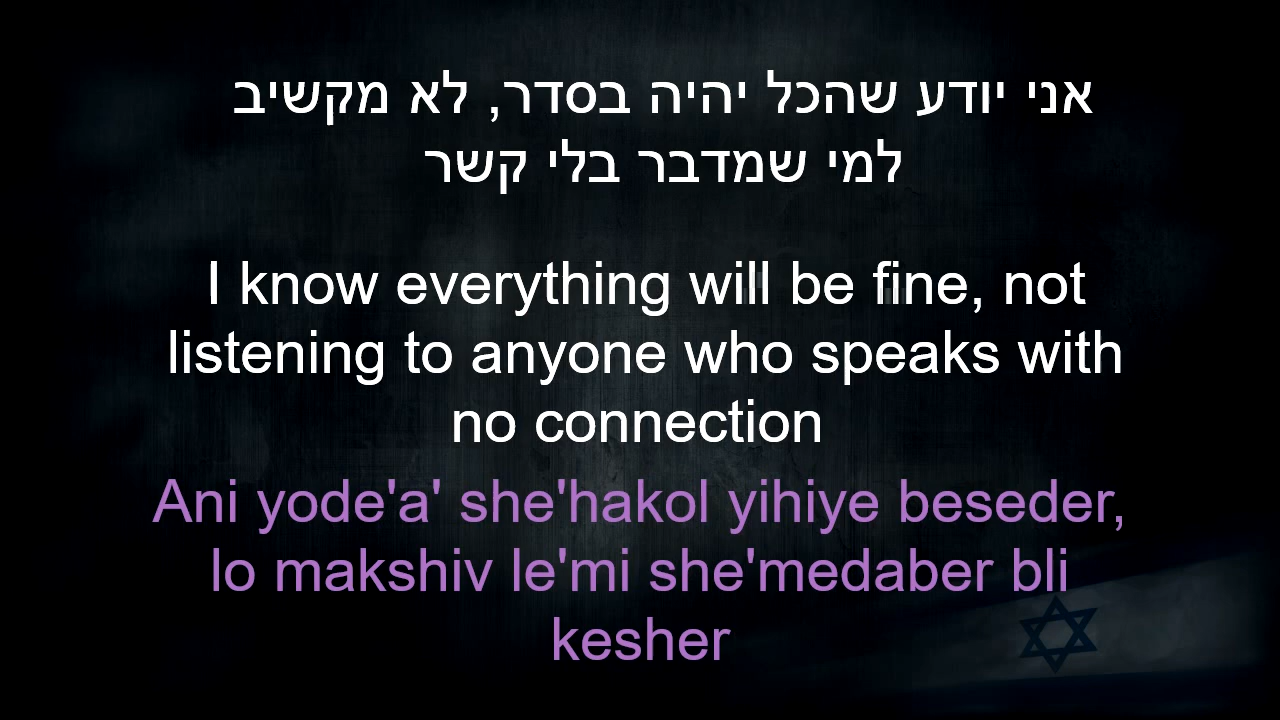 אני יודע שהכל יהיה בסדר, לא מקשיב
למי שמדבר בלי קשר
I know everything will be fine, not
listening to anyone who speaks with
no connection
Ani yode'a' she'hakol yihiye beseder,
lo makshiv le'mi she'medaber bli
kesher